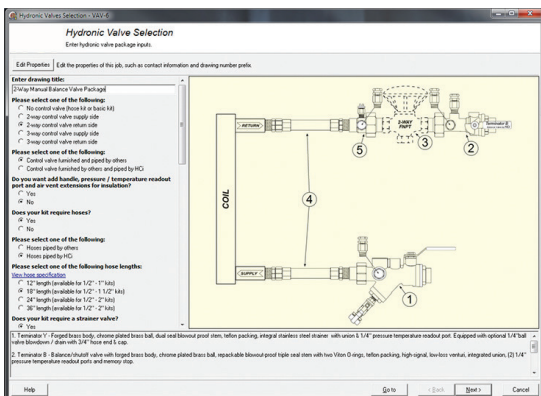 Hydronic Valves Selection - VAV-6
Hydronic Valve Selection
Enter hydronic valve package inputs.
Edit Properties
Edit the properties of this job, such as contact information and drawing number prefix.
Enter drawing title:
2-Way Manual Balance Valve Package
Please select one of the following:
No control valve (hose kit or basic kit)
2-way control valve supply side
2-way control valve return side
3-way control valve supply side
3-way control valve return side
Please select one of the following:
Control valve furnished and piped by others
Control valve furnished by others and piped by HCi
Do you want add handle, pressure / temperature readout
port and air vent extensions for insulation?
Yes
No
Does your kit require hoses?
Yes
No
Please select one of the following:
Hoses piped by others
Hoses piped by HCi
Please select one of the following hose lengths:
View hose specification
12" length (available for 1/2" - 1" kits)
18" length (available for 1/2" - 1 1/2" kits)
24" length (available for 1/2" - 2" kits)
36" length (available for 1/2" - 2" kits)
Does your kit require a strainer valve?
Yes
COIL
RETURN
2-WAY
FNPT
5
3
2
4
SUPPLY
1
1. Terminator Y - Forged brass body, chrome plated brass ball, dual seal blowout proof stem, teflon packing, integral stainless steel strainer with union & 1/4" pressure temperature readout port. Equipped with optional 1/4"ball
valve blowdown / drain with 3/4" hose end & cap.
2. Terminator B - Balance/shutoff valve with forged brass body, chrome plated brass ball, repackable blowout-proof triple seal stem with two Viton O-rings, teflon packing, high-signal, low-loss venturi, integrated union, (2) 1/4"
pressure temperature readout ports and memory stop.
Help
Go to
< Back
Next >
Cancel